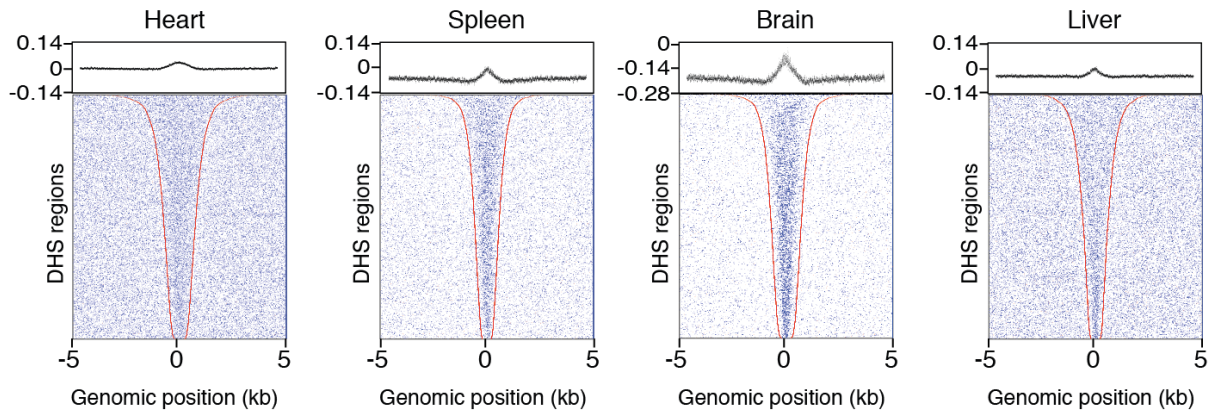 Heart Spleen Brain Liver
0.14 0.14 0 0.14
0 0 -0.14 0
-0.14 -0.14 -0.28 -0.14
DHS regions DHS regions DHS regions DHS regions
-5 0 5 -5 0 5 -5 0 5 -5 0 5
Genomic position (kb) Genomic position (kb) Genomic position (kb) Genomic position (kb)